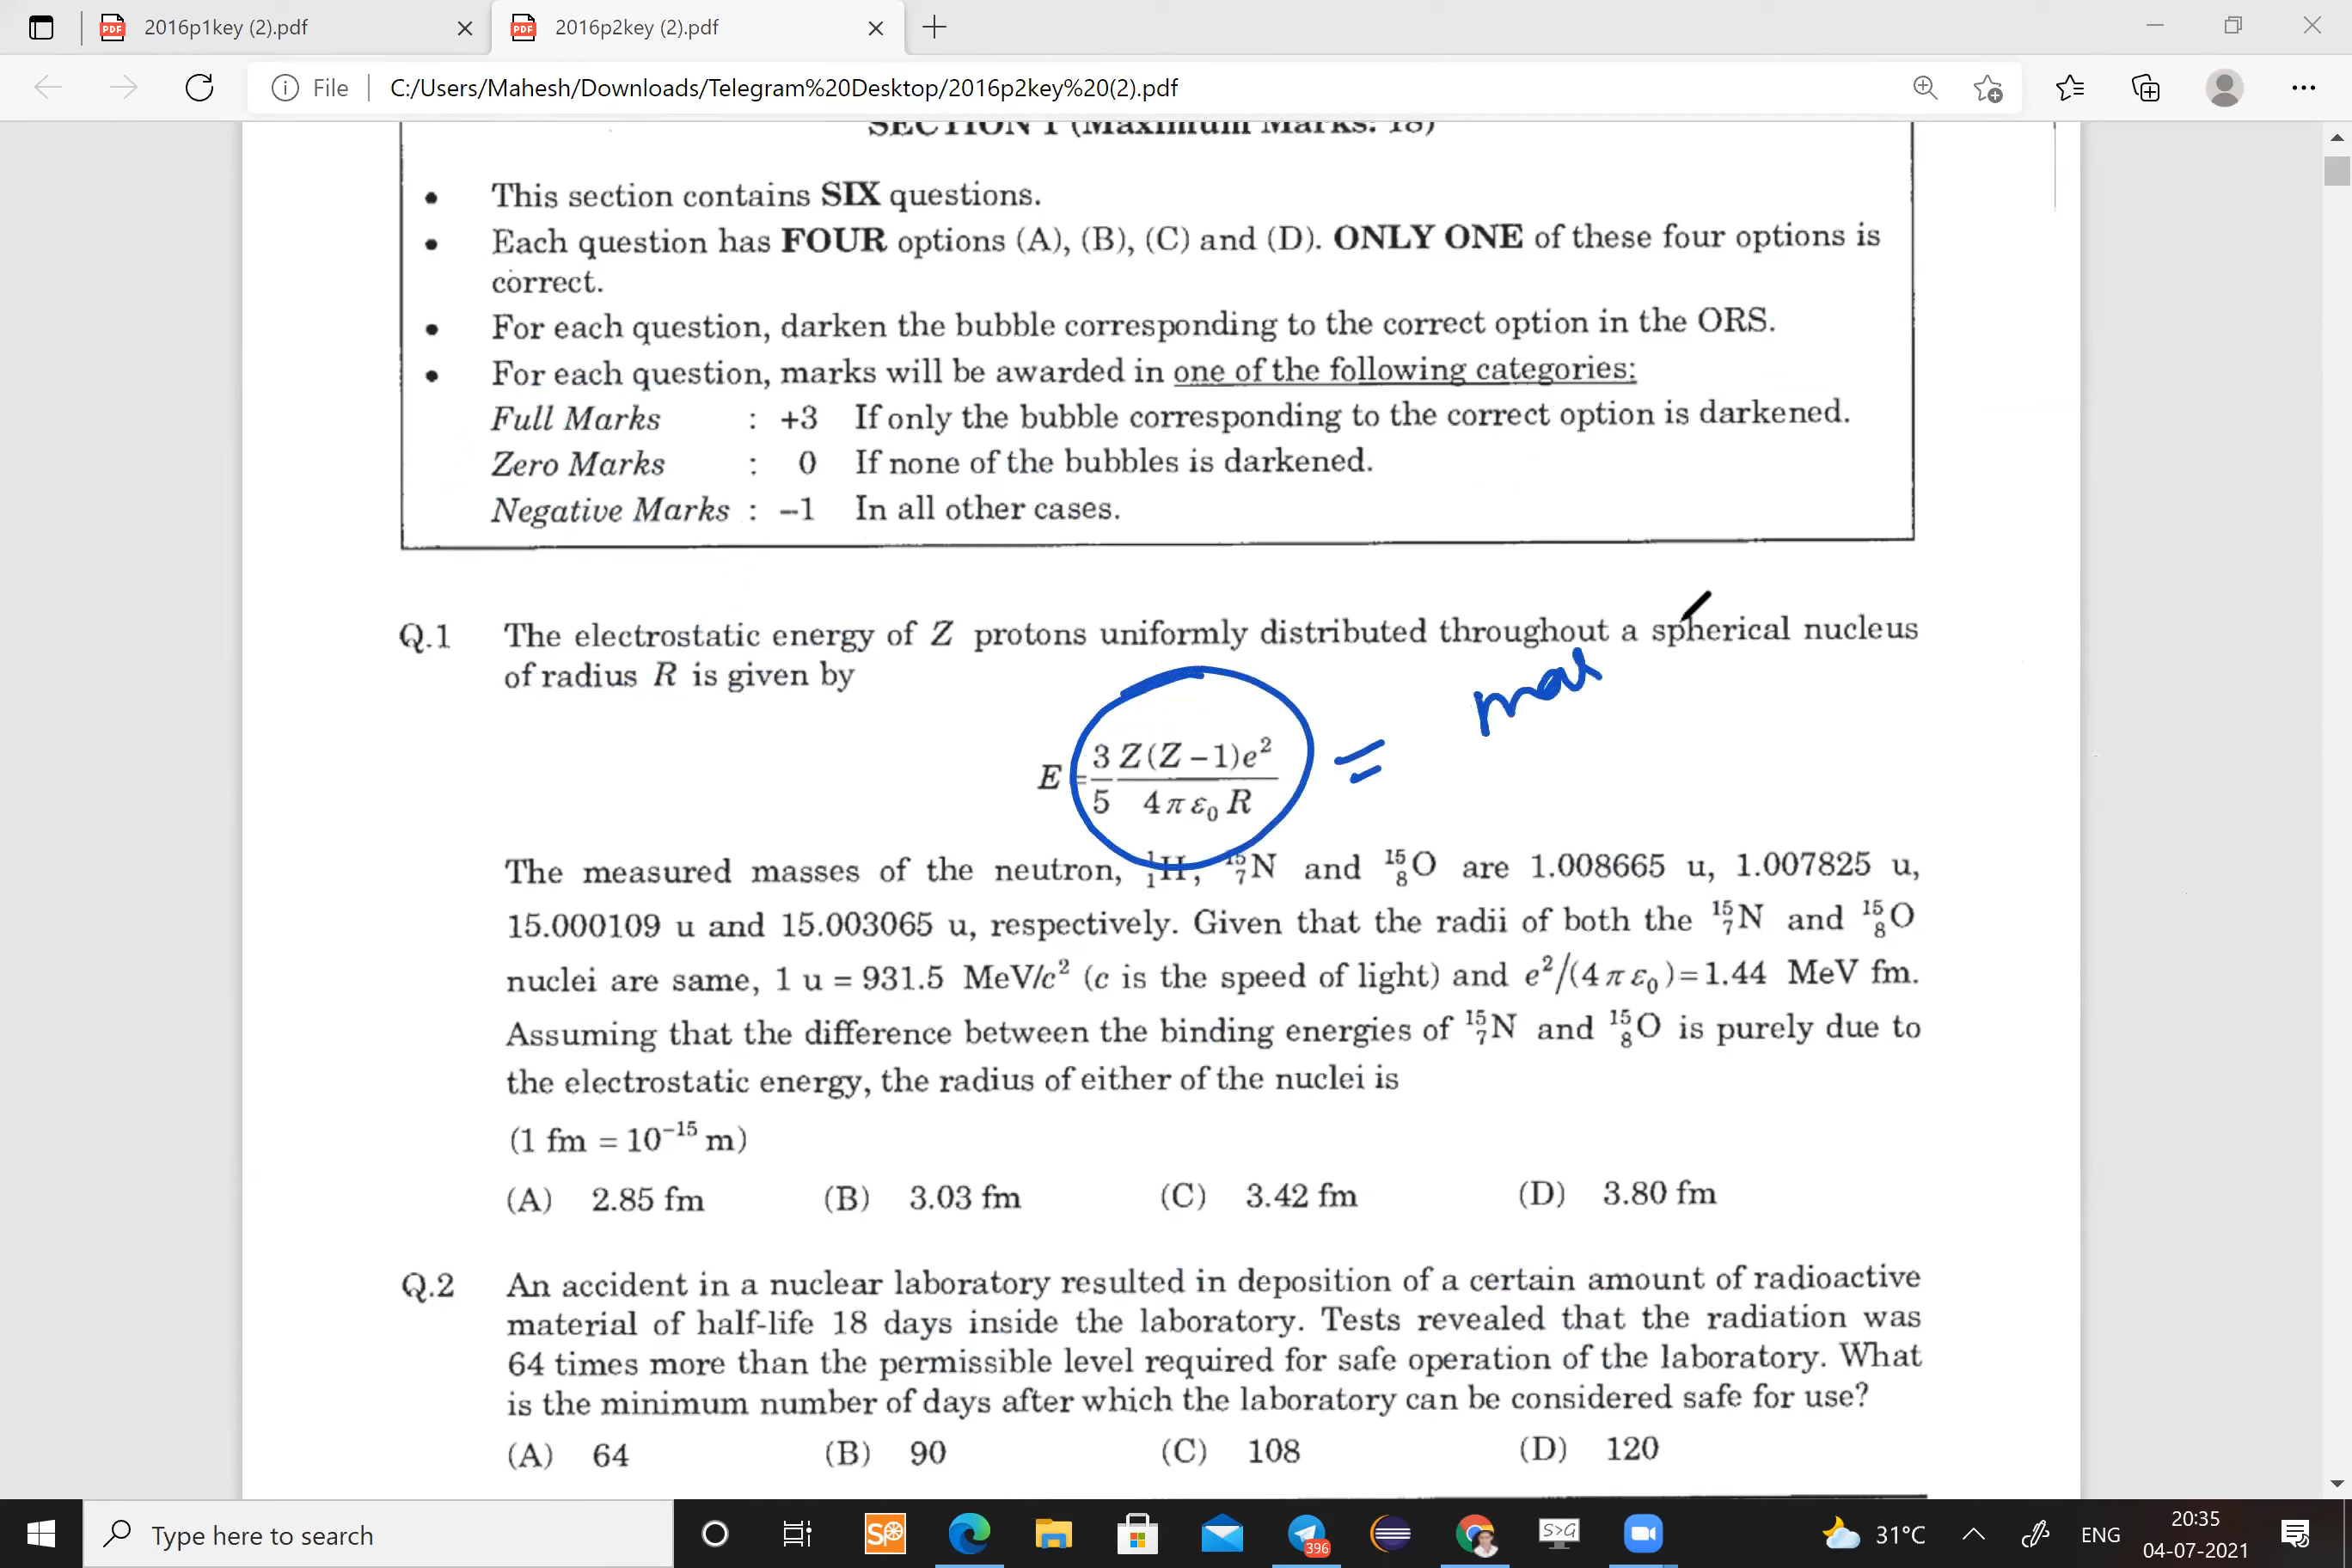 2016p1key (2).pdf
2016p2key (2).pdf
File
C:/Users/Mahesh/Downloads/Telegram%20Desktop/2016p2key%20(2).pdf
SECTION 1 (Maximum Marks: 18)
• This section contains SIX questions.
• Each question has FOUR options (A), (B), (C) and (D). ONLY ONE of these four options is
correct.
• For each question, darken the bubble corresponding to the correct option in the ORS.
• For each question, marks will be awarded in one of the following categories:
Full Marks : +3 If only the bubble corresponding to the correct option is darkened.
Zero Marks : 0 If none of the bubbles is darkened.
Negative Marks : –1 In all other cases.
Q.1 The electrostatic energy of Z protons uniformly distributed throughout a spherical nucleus
of radius R is given by
mas
E = 3/5 Z(Z – 1)e²/(4 π ε₀ R) =
The measured masses of the neutron, ¹₁H, ¹⁵₇N and ¹⁵₈O are 1.008665 u, 1.007825 u,
15.000109 u and 15.003065 u, respectively. Given that the radii of both the ¹⁵₇N and ¹⁵₈O
nuclei are same, 1 u = 931.5 MeV/c² (c is the speed of light) and e²/(4 π ε₀) = 1.44 MeV fm.
Assuming that the difference between the binding energies of ¹⁵₇N and ¹⁵₈O is purely due to
the electrostatic energy, the radius of either of the nuclei is
(1 fm = 10⁻¹⁵ m)
(A) 2.85 fm (B) 3.03 fm (C) 3.42 fm (D) 3.80 fm
Q.2 An accident in a nuclear laboratory resulted in deposition of a certain amount of radioactive
material of half-life 18 days inside the laboratory. Tests revealed that the radiation was
64 times more than the permissible level required for safe operation of the laboratory. What
is the minimum number of days after which the laboratory can be considered safe for use?
(A) 64 (B) 90 (C) 108 (D) 120
Type here to search
SP
396
S>G
31°C
ENG
20:35
04-07-2021